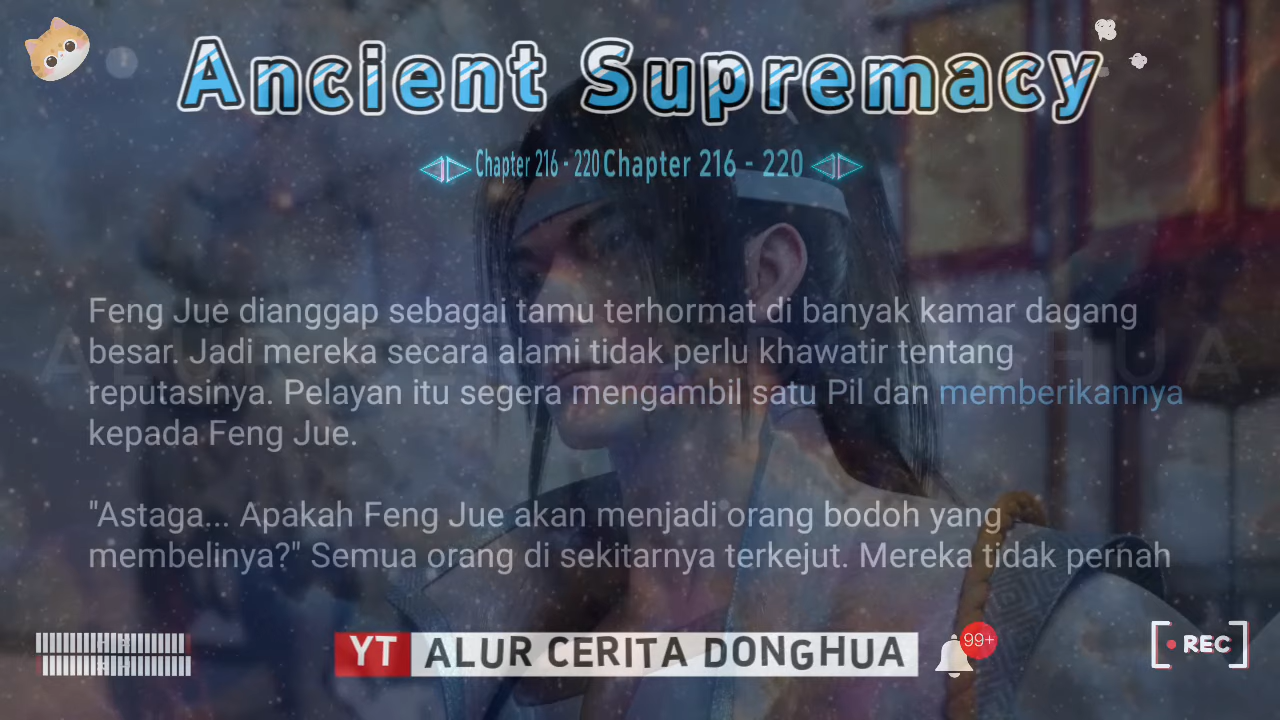 Ancient Supremacy
Chapter 216 - 220 Chapter 216 - 220
Feng Jue dianggap sebagai tamu terhormat di banyak kamar dagang
besar. Jadi mereka secara alami tidak perlu khawatir tentang
reputasinya. Pelayan itu segera mengambil satu Pil dan memberikannya
kepada Feng Jue.
"Astaga... Apakah Feng Jue akan menjadi orang bodoh yang
membelinya?" Semua orang di sekitarnya terkejut. Mereka tidak pernah
YT ALUR CERITA DONGHUA
99+
REC